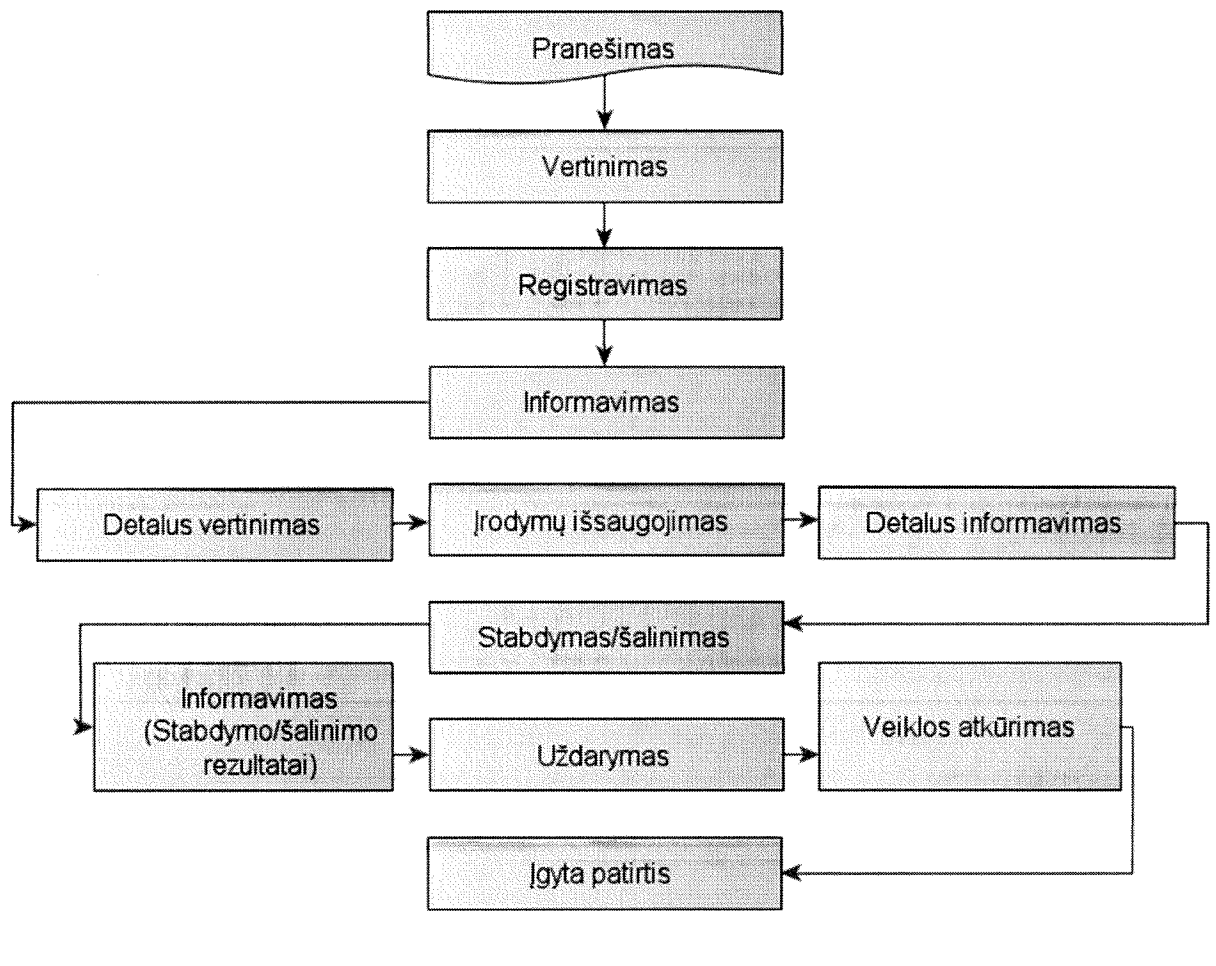 Pranešimas
Vertinimas
Registravimas
Informavimas
Detalus vertinimas
Įrodymų išsaugojimas
Detalus informavimas
Stabdymas/šalinimas
Informavimas
(Stabdymo/šalinimo
rezultatai)
Uždarymas
Veiklos atkūrimas
Įgyta patirtis